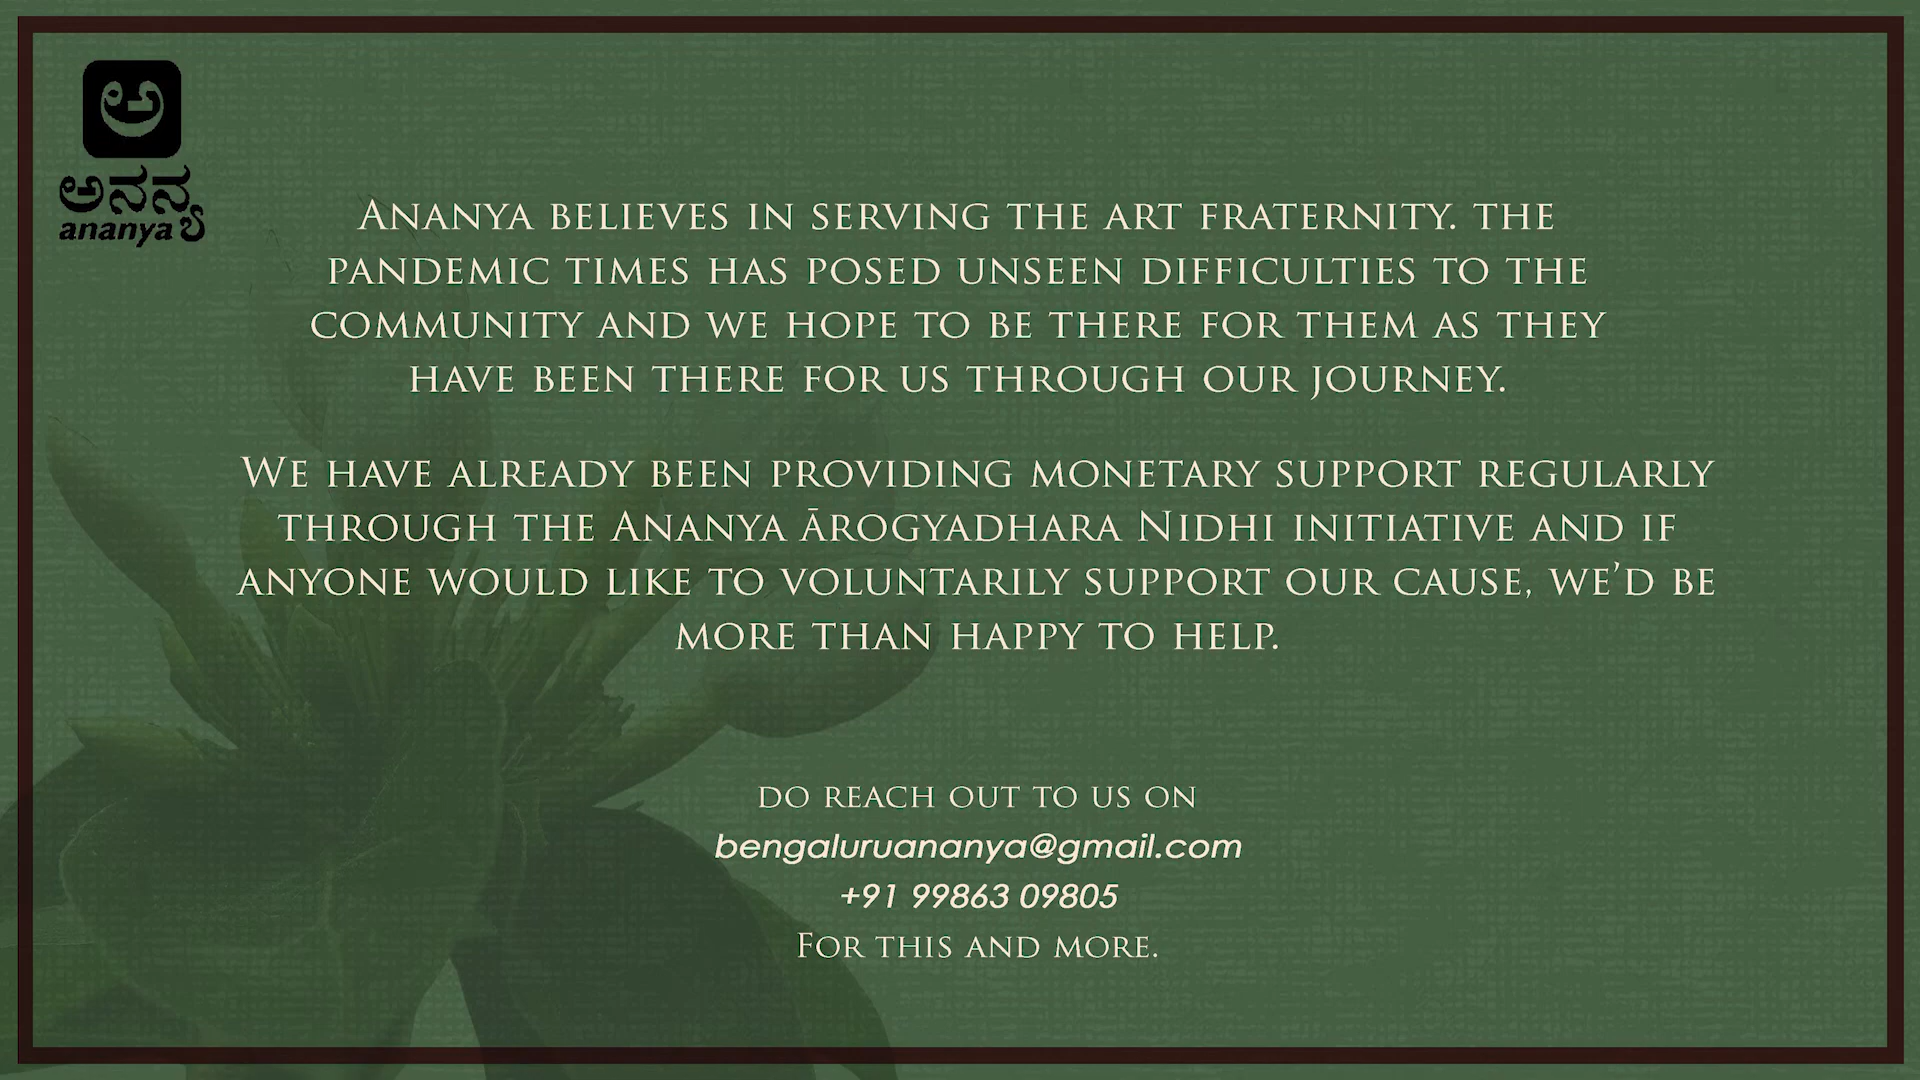 ಅ
ಅನನ್ಯ
ananya
Ananya believes in serving the art fraternity. the
pandemic times has posed unseen difficulties to the
community and we hope to be there for them as they
have been there for us through our journey.
We have already been providing monetary support regularly
through the Ananya Ārogyadhara Nidhi initiative and if
anyone would like to voluntarily support our cause, we’d be
more than happy to help.
do reach out to us on
bengaluruananya@gmail.com
+91 99863 09805
For this and more.